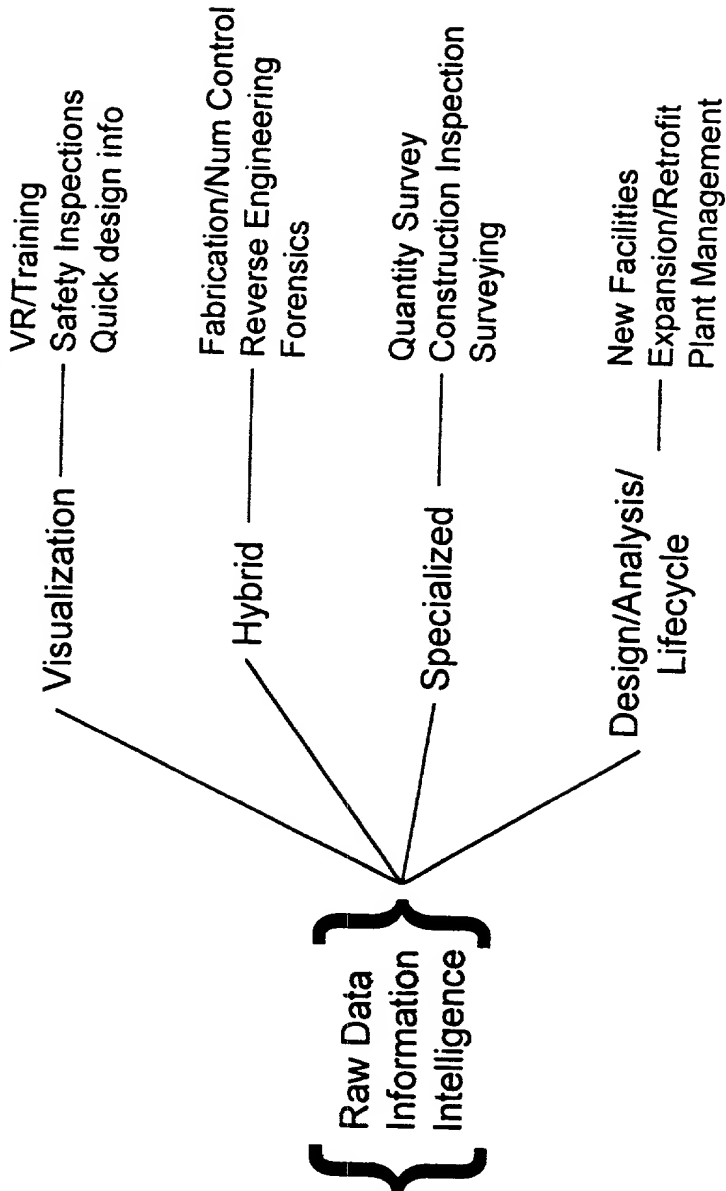 Raw Data
Information
Intelligence
Visualization
VR/Training
Safety Inspections
Quick design info
Hybrid
Fabrication/Num Control
Reverse Engineering
Forensics
Specialized
Quantity Survey
Construction Inspection
Surveying
Design/Analysis/
Lifecycle
New Facilities
Expansion/Retrofit
Plant Management